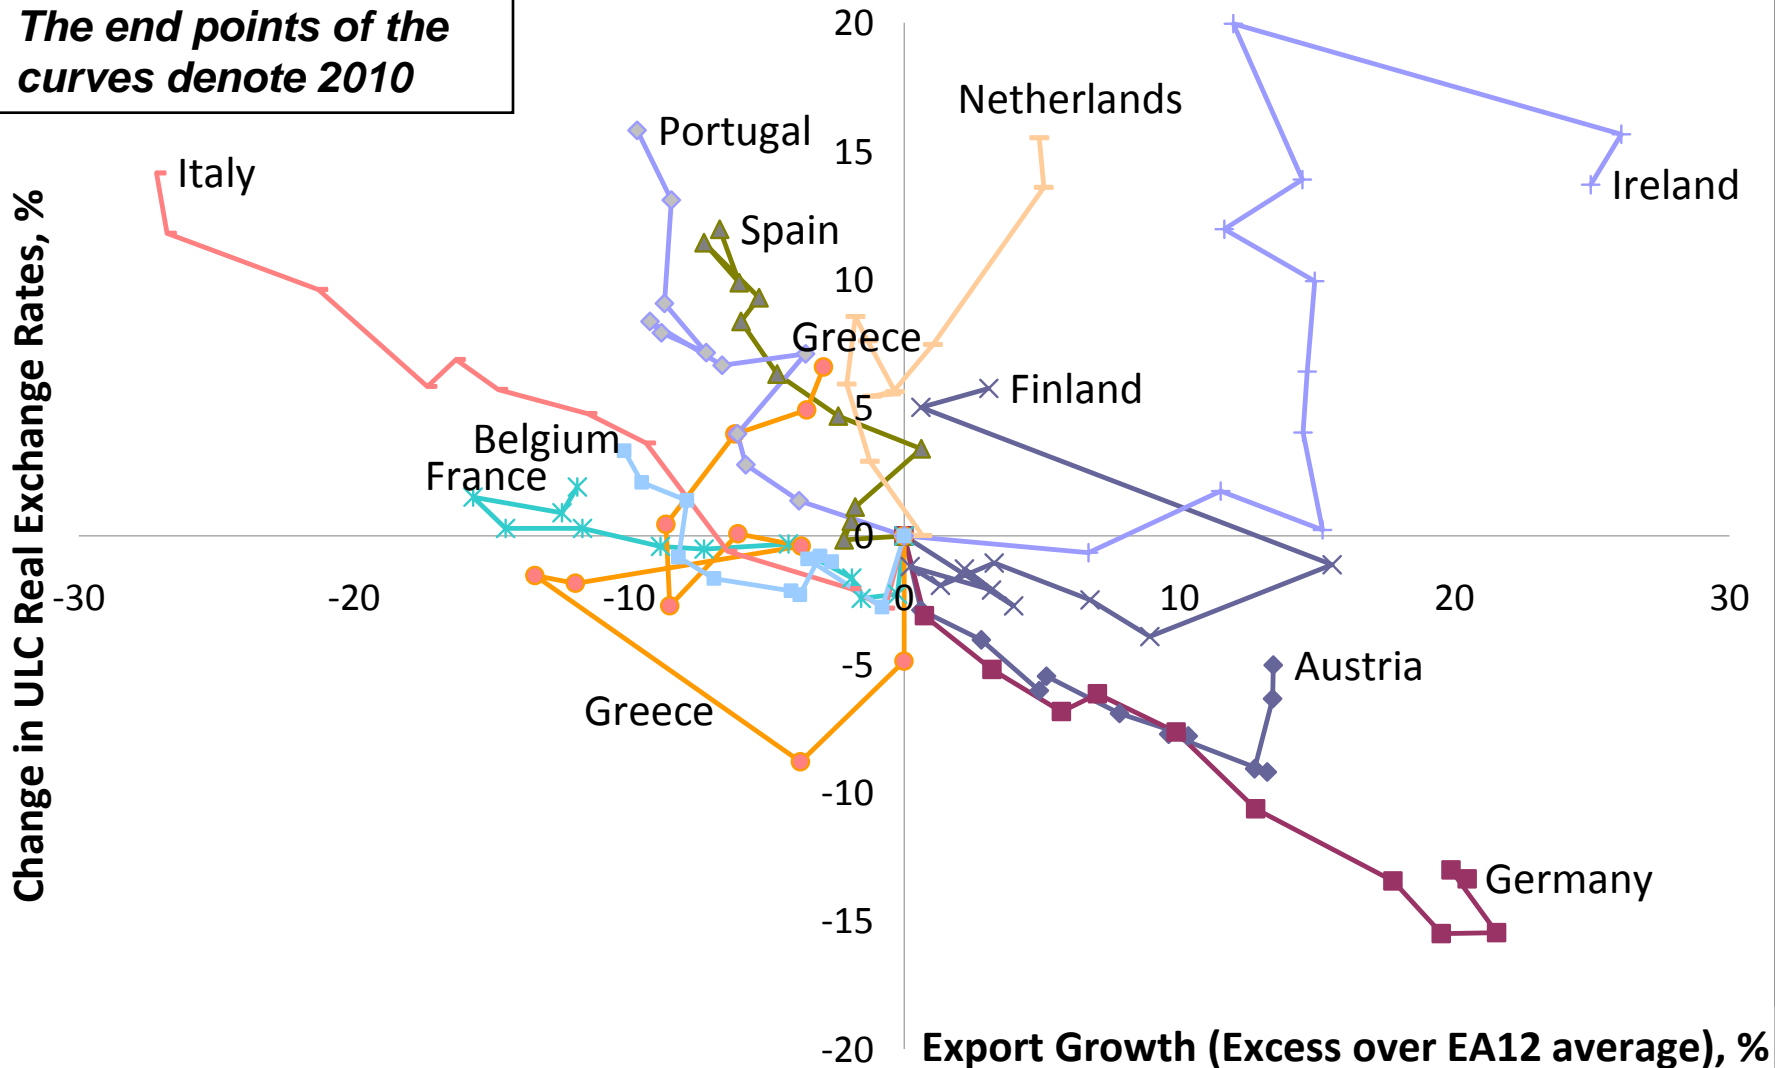 The end points of the
curves denote 2010
20
Netherlands
Portugal
15
Italy
Ireland
Spain
10
Greece
Finland
5
Belgium
France
0
-30
-20
-10
0
10
20
30
-5
Austria
Greece
-10
Germany
-15
-20
Export Growth (Excess over EA12 average), %
Change in ULC Real Exchange Rates, %